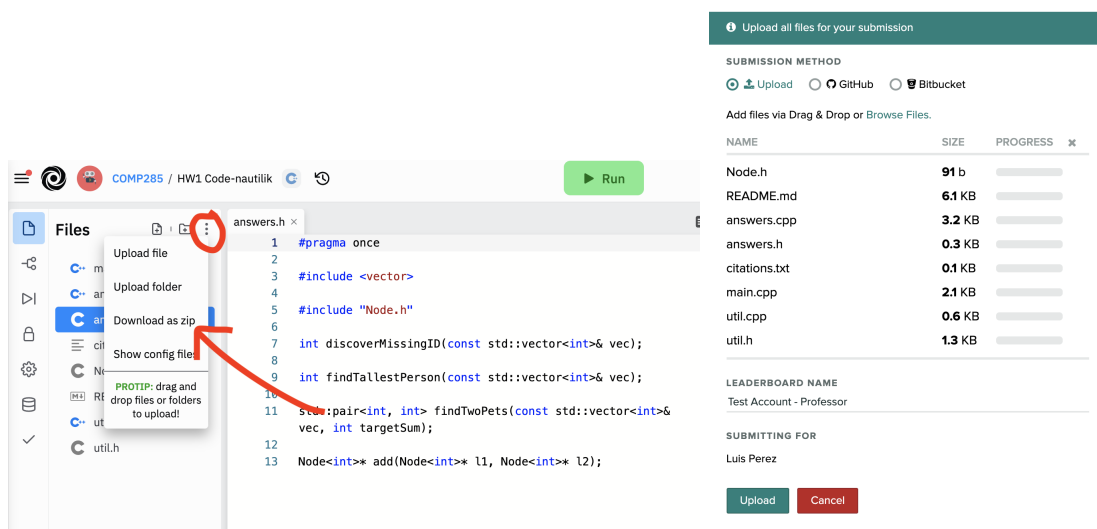 COMP285 / HW1 Code-nautilik
Run
Files
answers.h ×
Upload file
Upload folder
Download as zip
Show config files
PROTIP: drag and
drop files or folders
to upload!
m
ar
an
cit
No
M↓ RE
ut
util.h
1 #pragma once
2
3 #include <vector>
4
5 #include "Node.h"
6
7 int discoverMissingID(const std::vector<int>& vec);
8
9 int findTallestPerson(const std::vector<int>& vec);
10
11 std::pair<int, int> findTwoPets(const std::vector<int>&
vec, int targetSum);
12
13 Node<int>* add(Node<int>* l1, Node<int>* l2);
Upload all files for your submission
SUBMISSION METHOD
Upload GitHub Bitbucket
Add files via Drag & Drop or Browse Files.
NAME SIZE PROGRESS ×
Node.h 91 b
README.md 6.1 KB
answers.cpp 3.2 KB
answers.h 0.3 KB
citations.txt 0.1 KB
main.cpp 2.1 KB
util.cpp 0.6 KB
util.h 1.3 KB
LEADERBOARD NAME
Test Account - Professor
SUBMITTING FOR
Luis Perez
Upload Cancel